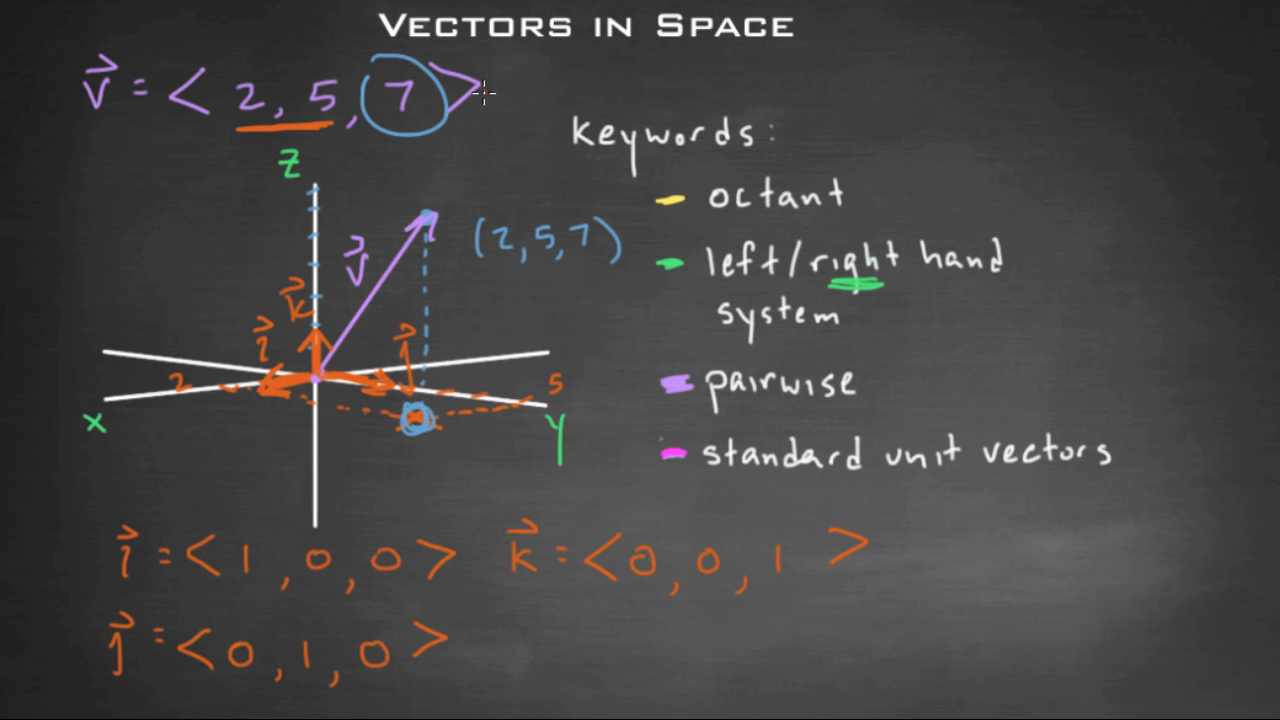 VECTORS IN SPACE
v⃗ = < 2, 5, 7 >
keywords:
z
- octant
(2,5,7)
v⃗
- left/right hand
system
k⃗
i⃗
j⃗
2
5
- pairwise
x
y
- standard unit vectors
i⃗ = < 1, 0, 0 > k⃗ = < 0, 0, 1 >
j⃗ = < 0, 1, 0 >